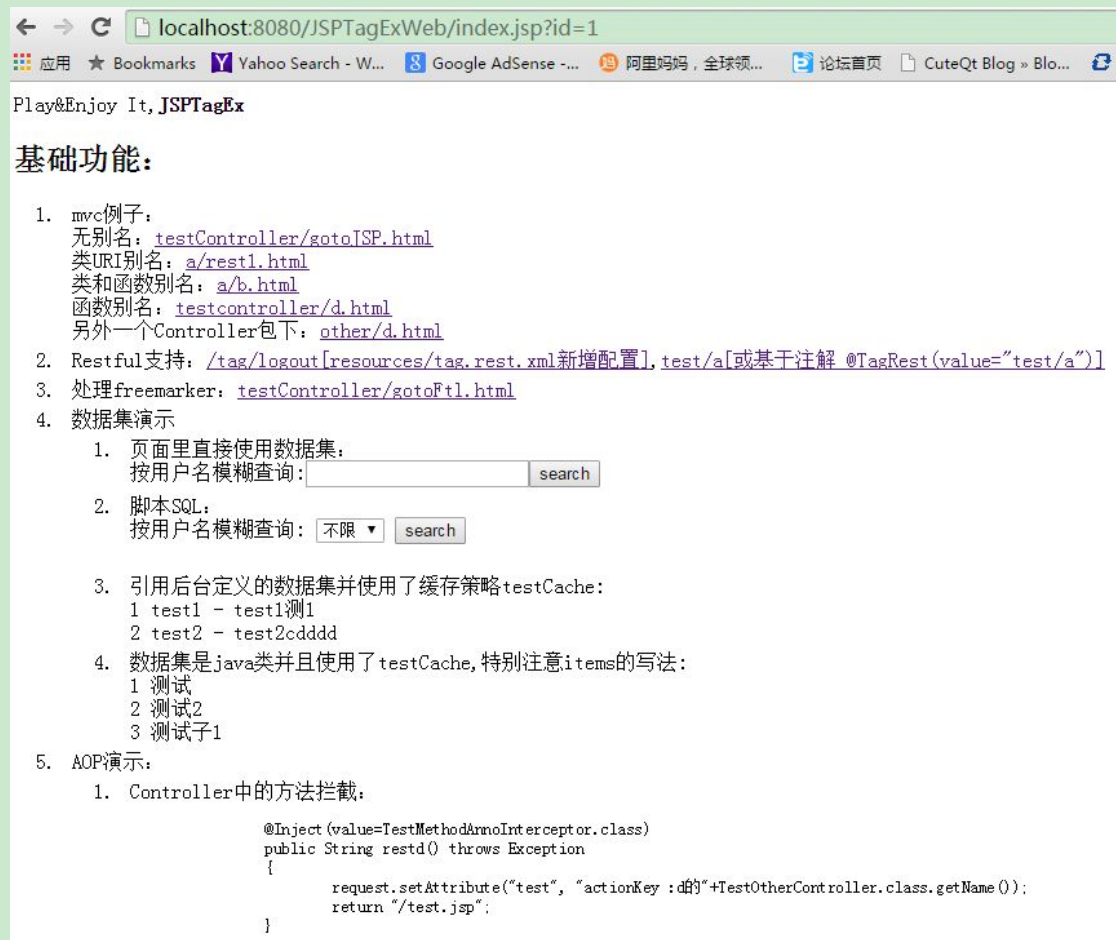 localhost:8080/JSPTagExWeb/index.jsp?id=1
应用 Bookmarks Yahoo Search - W... Google AdSense -... 阿里妈妈，全球领... 论坛首页 CuteQt Blog » Blo...
Play&Enjoy It,JSPTagEx
基础功能：
1. mvc例子：
无别名：testController/gotoJSP.html
类URI别名：a/rest1.html
类和函数别名：a/b.html
函数别名：testcontroller/d.html
另外一个Controller包下：other/d.html
2. Restful支持：/tag/logout[resources/tag.rest.xml新增配置],test/a[或基于注解 @TagRest(value="test/a")]
3. 处理freemarker：testController/gotoFtl.html
4. 数据集演示
1. 页面里直接使用数据集：
按用户名模糊查询: search
2. 脚本SQL：
按用户名模糊查询: 不限 search
3. 引用后台定义的数据集并使用了缓存策略testCache:
1 test1 - test1测1
2 test2 - test2cdddd
4. 数据集是java类并且使用了testCache,特别注意items的写法:
1 测试
2 测试2
3 测试子1
5. AOP演示：
1. Controller中的方法拦截：
@Inject(value=TestMethodAnnoInterceptor.class)
public String restd() throws Exception
{
request.setAttribute("test", "actionKey :d的"+TestOtherController.class.getName());
return "/test.jsp";
}